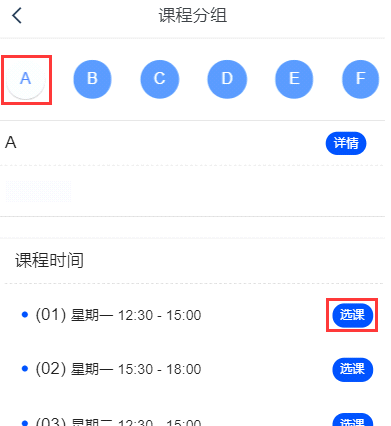 课程分组
A B C D E F
A 详情
课程时间
(01) 星期一 12:30 - 15:00 选课
(02) 星期一 15:30 - 18:00 选课
(03) 星期二 12:30 - 15:00 选课